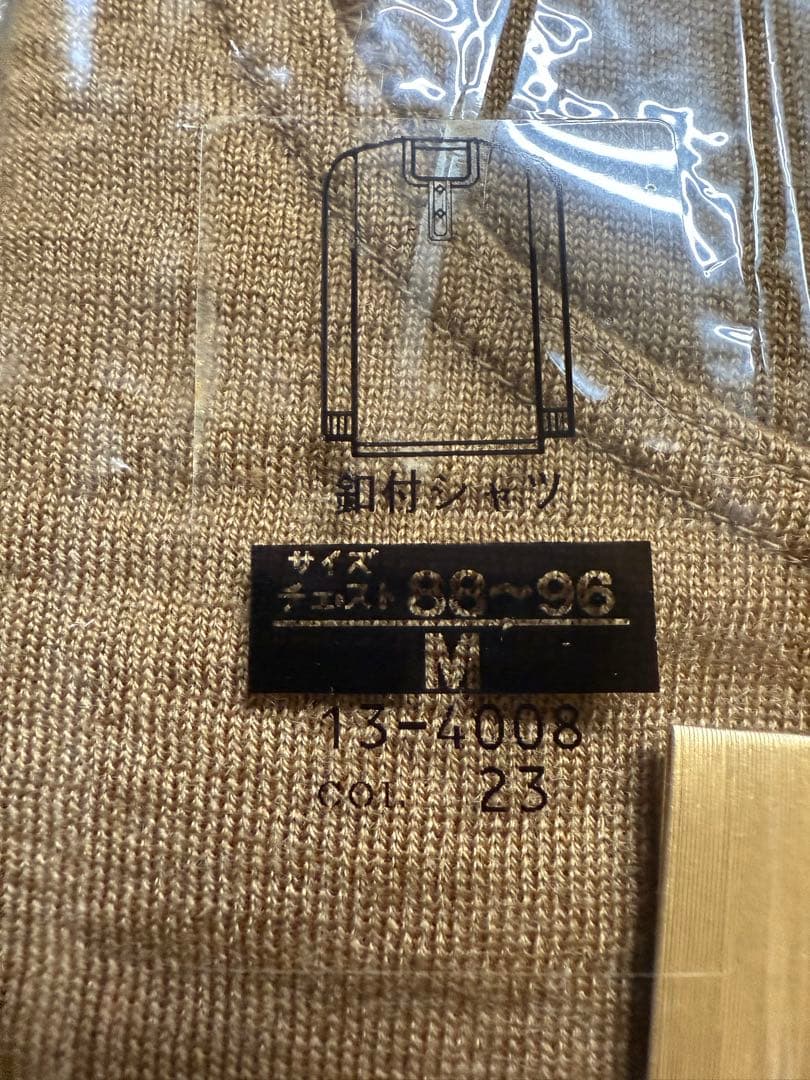 釦付シャツ
サイズ
チェスト 88〜96
M
13-4008
COL 23